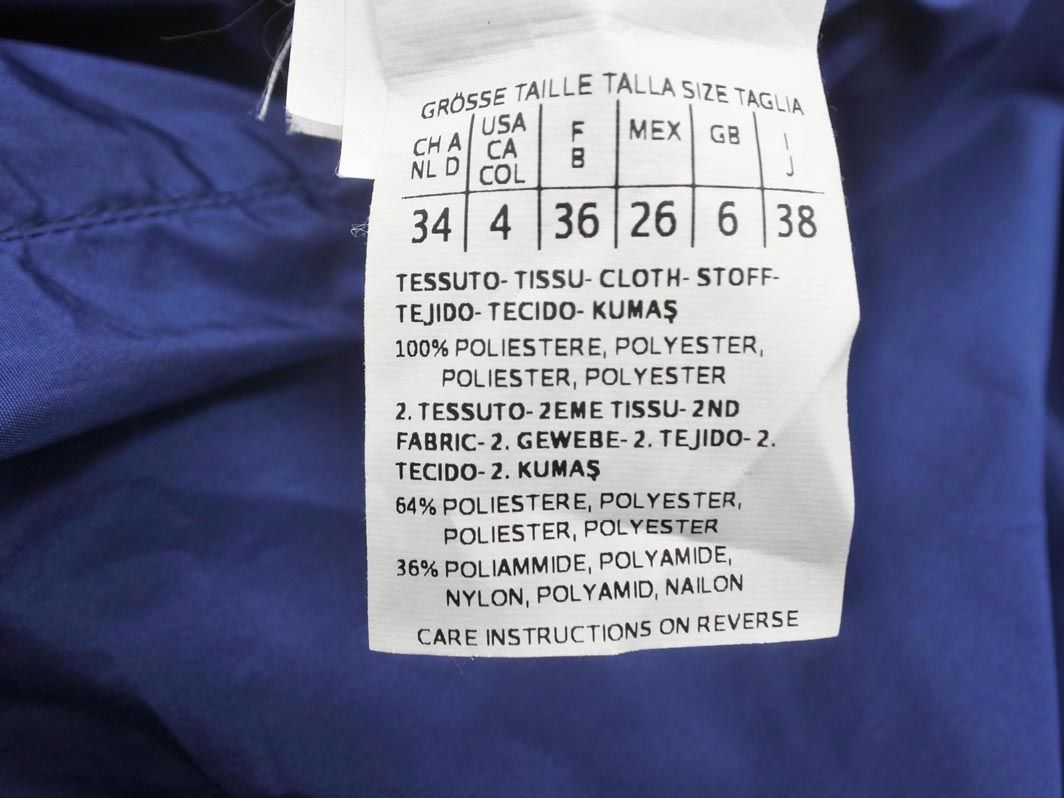 GRÖSSE TAILLE TALLA SIZE TAGLIA
CH A NL D | USA CA COL | F B | MEX | GB | I J
34 | 4 | 36 | 26 | 6 | 38
TESSUTO- TISSU- CLOTH- STOFF-
TEJIDO- TECIDO- KUMAŞ
100% POLIESTERE, POLYESTER,
POLIESTER, POLYESTER
2. TESSUTO- 2EME TISSU- 2ND
FABRIC- 2. GEWEBE- 2. TEJIDO- 2.
TECIDO- 2. KUMAŞ
64% POLIESTERE, POLYESTER,
POLIESTER, POLYESTER
36% POLIAMMIDE, POLYAMIDE,
NYLON, POLYAMID, NAILON
CARE INSTRUCTIONS ON REVERSE